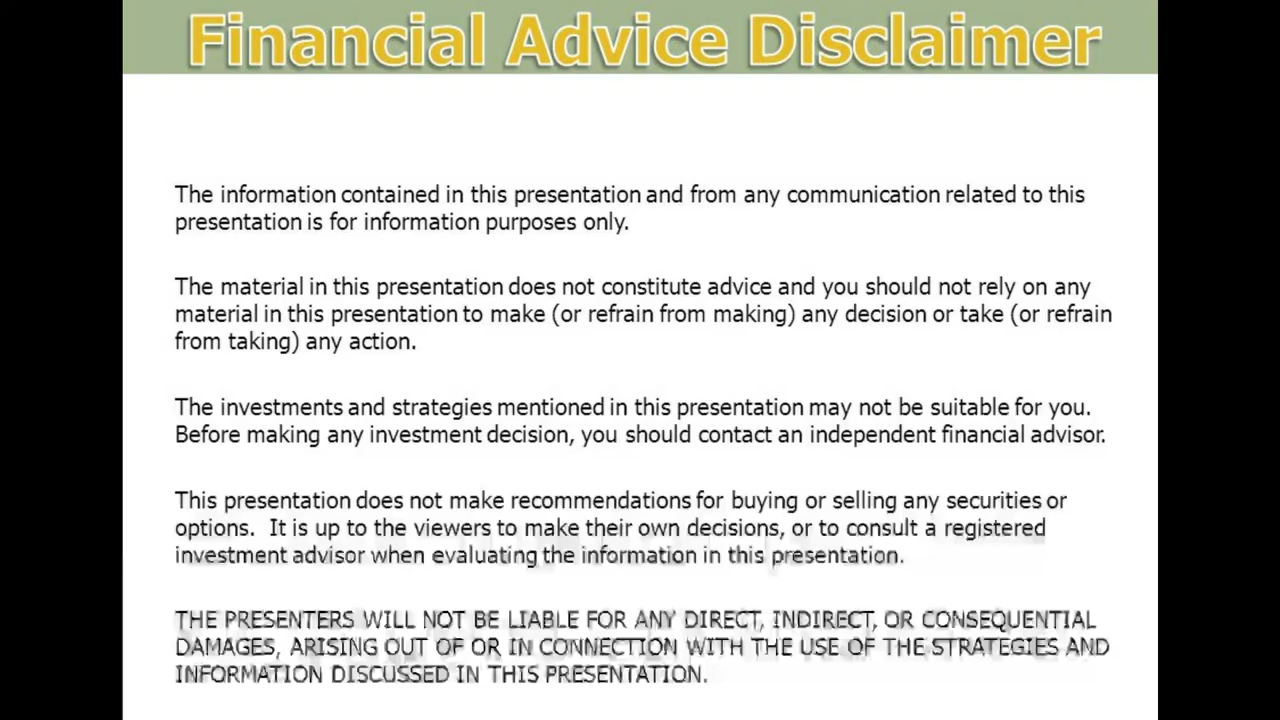 Financial Advice Disclaimer
The information contained in this presentation and from any communication related to this
presentation is for information purposes only.
The material in this presentation does not constitute advice and you should not rely on any
material in this presentation to make (or refrain from making) any decision or take (or refrain
from taking) any action.
The investments and strategies mentioned in this presentation may not be suitable for you.
Before making any investment decision, you should contact an independent financial advisor.
This presentation does not make recommendations for buying or selling any securities or
options.  It is up to the viewers to make their own decisions, or to consult a registered
investment advisor when evaluating the information in this presentation.
THE PRESENTERS WILL NOT BE LIABLE FOR ANY DIRECT, INDIRECT, OR CONSEQUENTIAL
DAMAGES, ARISING OUT OF OR IN CONNECTION WITH THE USE OF THE STRATEGIES AND
INFORMATION DISCUSSED IN THIS PRESENTATION.